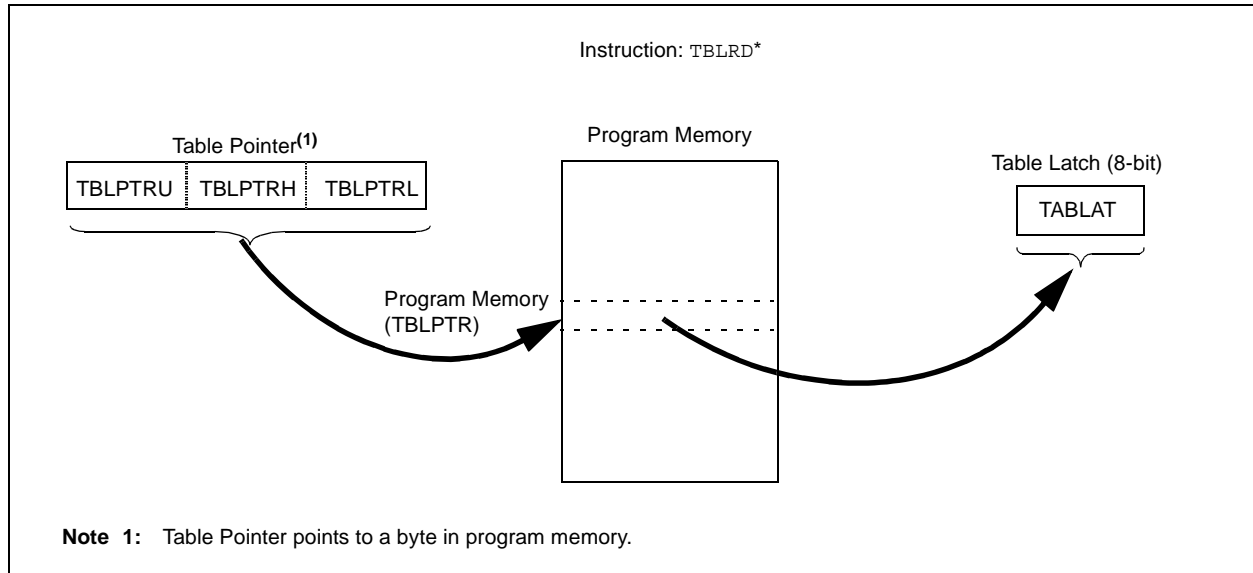 Instruction: TBLRD*
Table Pointer(1)
TBLPTRU TBLPTRH TBLPTRL
Program Memory
Program Memory
(TBLPTR)
Table Latch (8-bit)
TABLAT
Note 1: Table Pointer points to a byte in program memory.